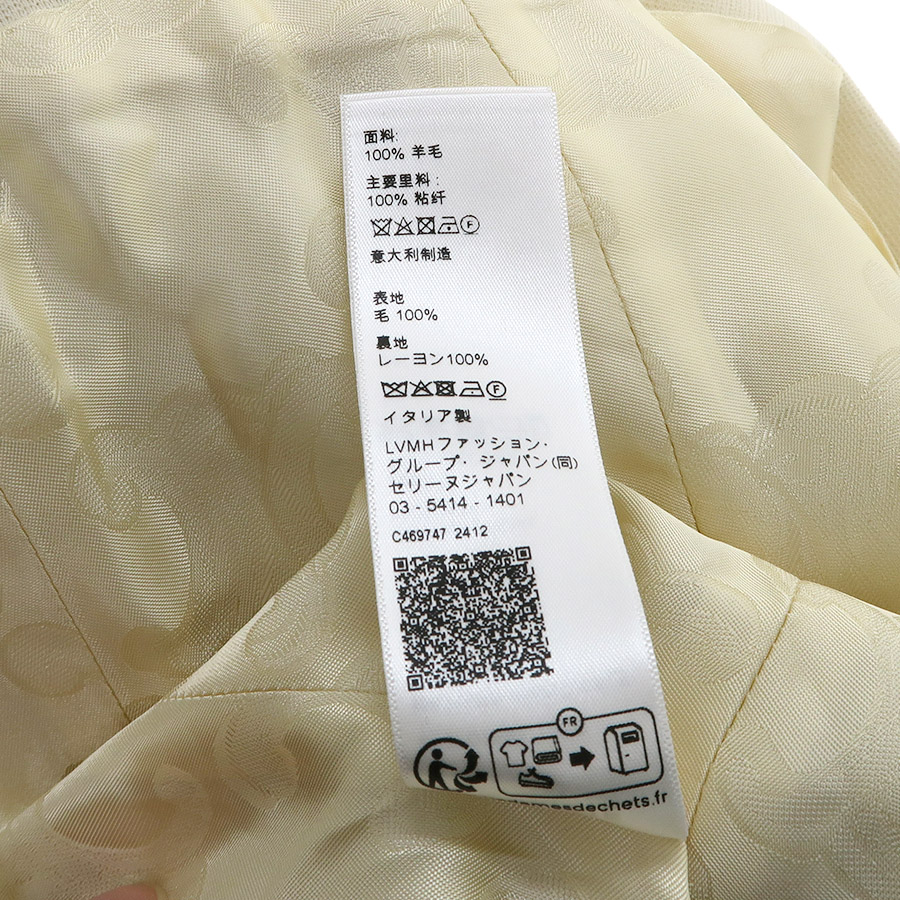 面料:
100% 羊毛
主要里料 :
100% 粘纤
F
意大利制造
表地
毛 100%
裏地
レーヨン100%
F
イタリア製
LVMHファッション・
グループ・ジャパン(同)
セリーヌジャパン
03 - 5414 - 1401
C469747 2412
FR